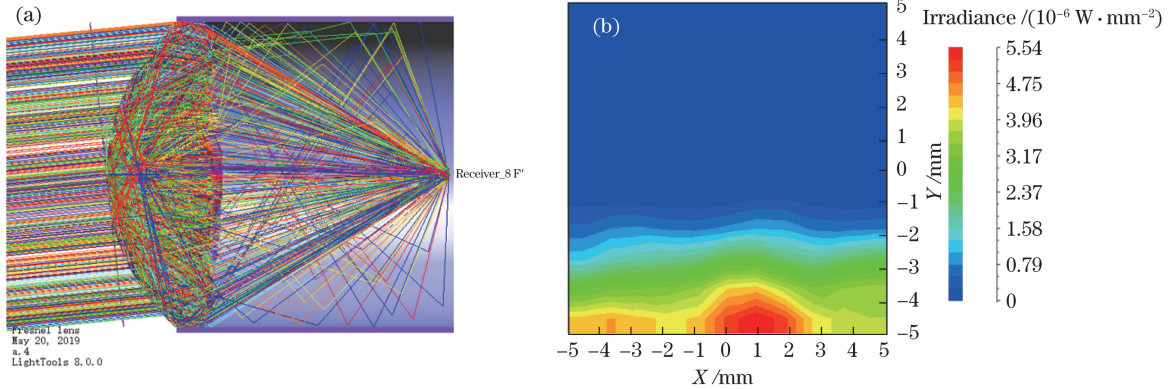 (a)
Receiver_8 F′
Fresnel lens
May 20, 2019
a.4
LightTools 8.0.0
(b)
5
4
3
2
1
0
−1
−2
−3
−4
−5
Y /mm
−5 −4 −3 −2 −1 0 1 2 3 4 5
X /mm
Irradiance /(10⁻⁶ W · mm⁻²)
5.54
4.75
3.96
3.17
2.37
1.58
0.79
0